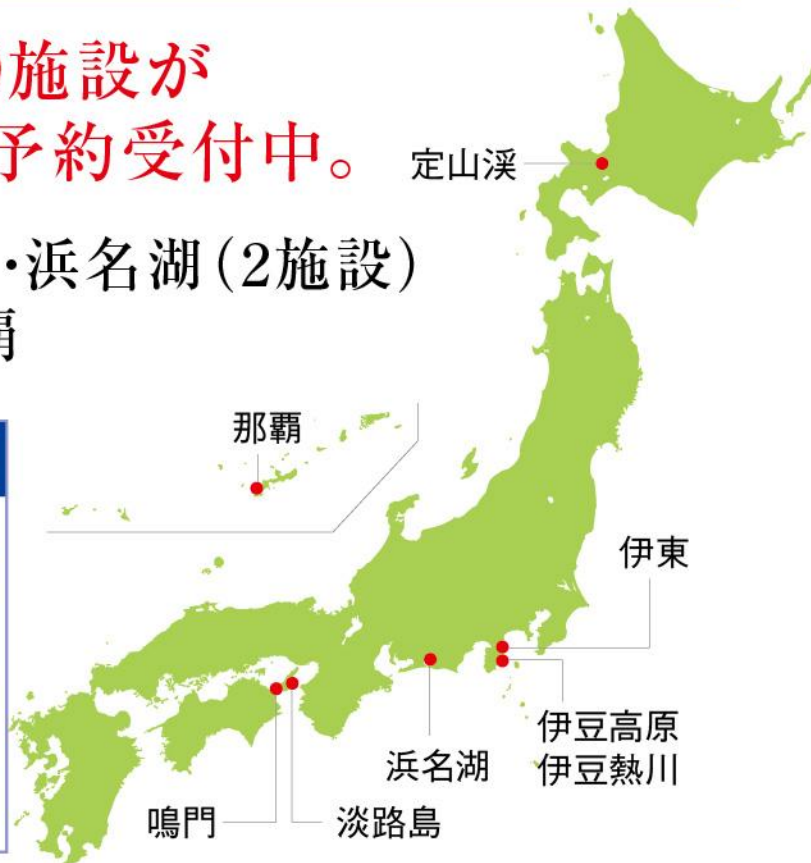 施設が
予約受付中。
・浜名湖（2施設）
定山渓
那覇
伊東
伊豆高原
伊豆熱川
浜名湖
鳴門
淡路島